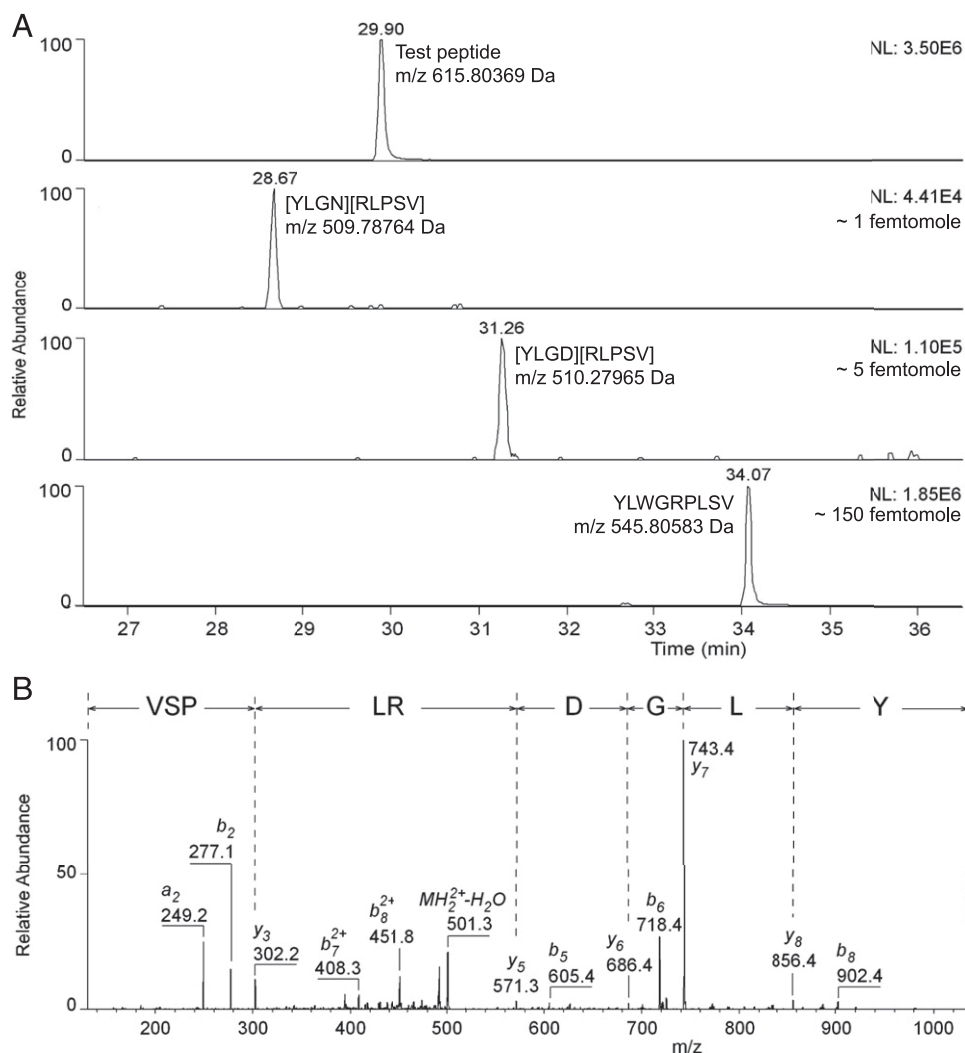 A
29.90
100
Test peptide
m/z 615.80369 Da
NL: 3.50E6
0
28.67
100
[YLGN][RLPSV]
m/z 509.78764 Da
NL: 4.41E4
~ 1 femtomole
0
31.26
100
[YLGD][RLPSV]
m/z 510.27965 Da
NL: 1.10E5
~ 5 femtomole
0
34.07
100
YLWGRPLSV
m/z 545.80583 Da
NL: 1.85E6
~ 150 femtomole
0
Relative Abundance
27 28 29 30 31 32 33 34 35 36
Time (min)
B
VSP LR D G L Y
100
743.4
y7
b2
277.1
50
a2
249.2
y3
302.2
b7 2+
408.3
b8 2+
451.8
MH2 2+-H2O
501.3
y5
571.3
b5
605.4
y6
686.4
b6
718.4
y8
856.4
b8
902.4
0
Relative Abundance
200 300 400 500 600 700 800 900 1000
m/z